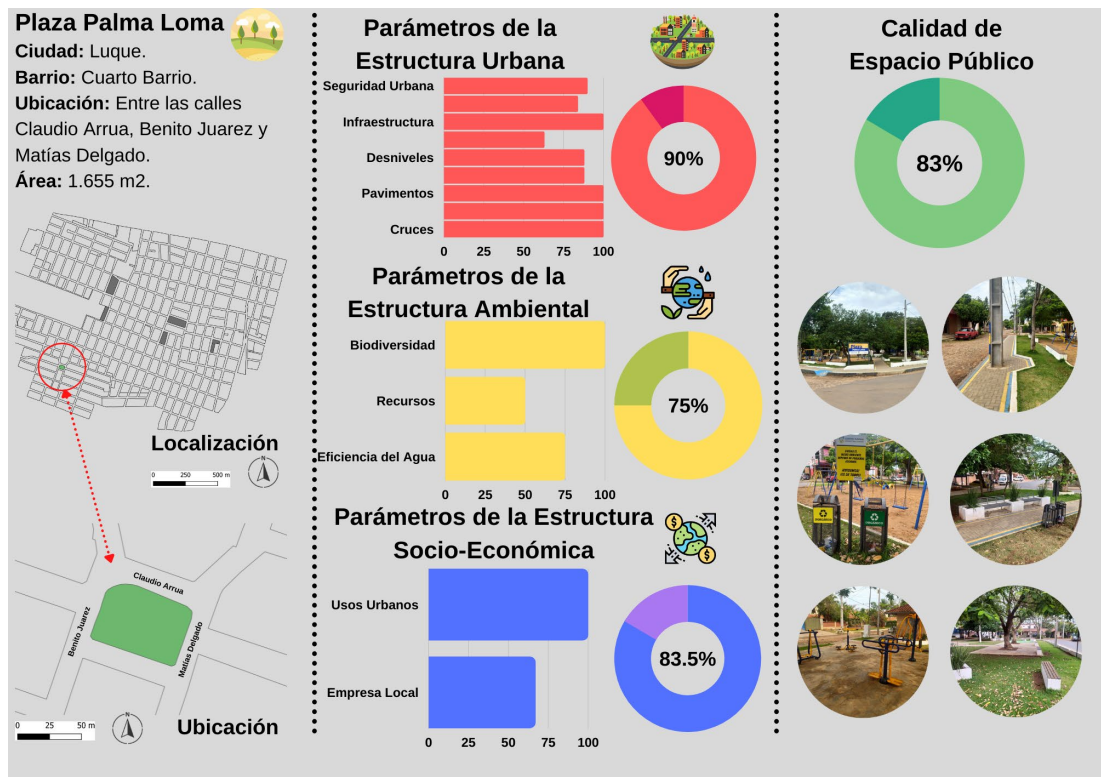 Plaza Palma Loma
Ciudad: Luque.
Barrio: Cuarto Barrio.
Ubicación: Entre las calles
Claudio Arrua, Benito Juarez y
Matías Delgado.
Área: 1.655 m2.
Localización
0 250 500 m
N
Claudio Arrua
Benito Juarez
Matías Delgado
0 25 50 m
N
Ubicación
Parámetros de la
Estructura Urbana
Seguridad Urbana
Infraestructura
Desniveles
Pavimentos
Cruces
0 25 50 75 100
90%
Parámetros de la
Estructura Ambiental
Biodiversidad
Recursos
Eficiencia del Agua
0 25 50 75 100
75%
Parámetros de la Estructura
Socio-Económica
Usos Urbanos
Empresa Local
0 25 50 75 100
83.5%
Calidad de
Espacio Público
83%
Plaza